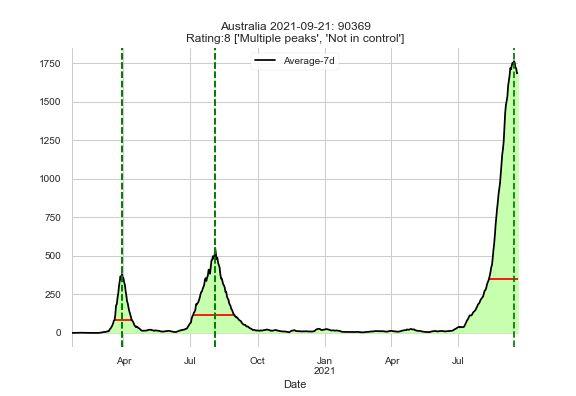 Australia 2021-09-21: 90369
Rating:8 ['Multiple peaks', 'Not in control']
Average-7d
1750
1500
1250
1000
750
500
250
0
Apr
Jul
Oct
Jan
2021
Apr
Jul
Date